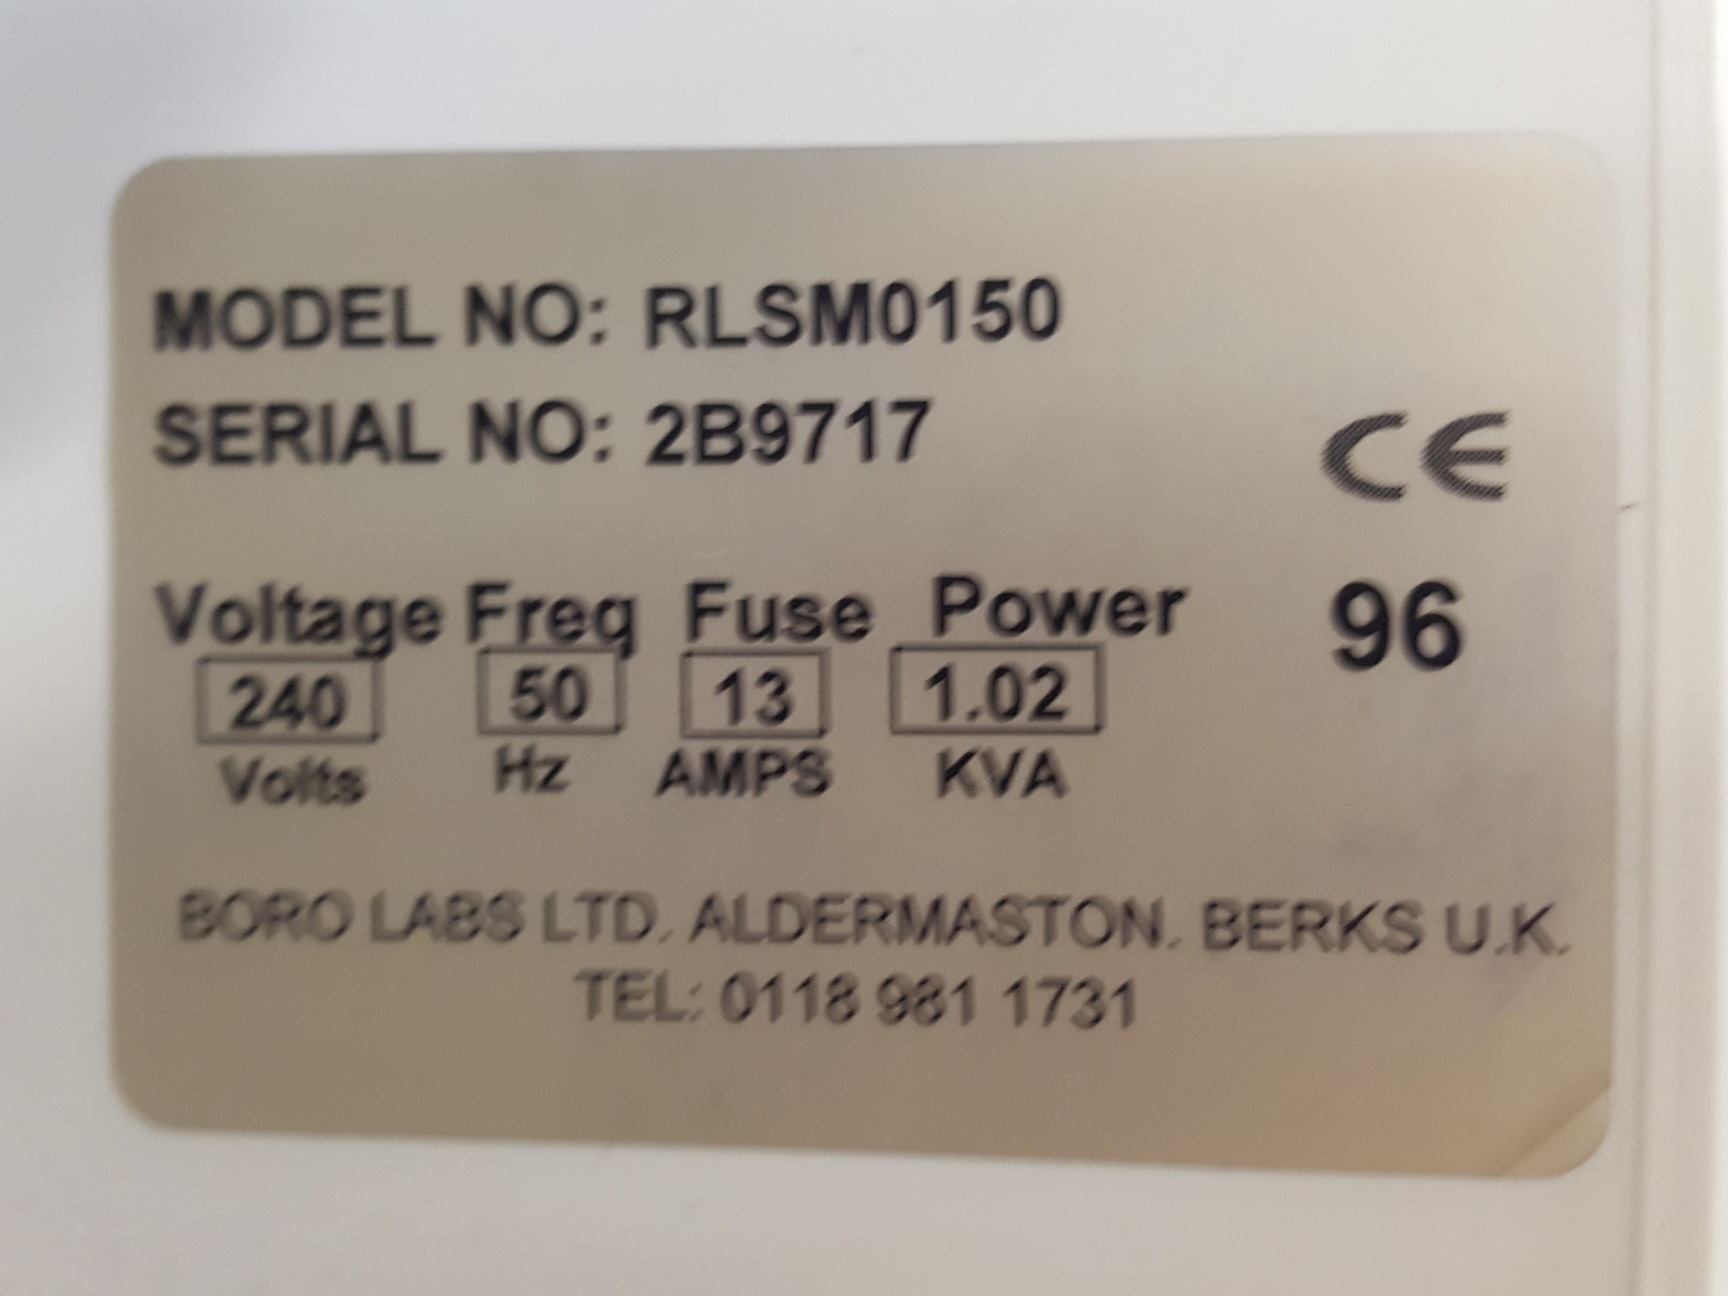 MODEL NO: RLSM0150
SERIAL NO: 2B9717
CE
Voltage Freq Fuse Power 96
240 50 13 1.02
Volts Hz AMPS KVA
BORO LABS LTD. ALDERMASTON. BERKS U.K.
TEL: 0118 981 1731